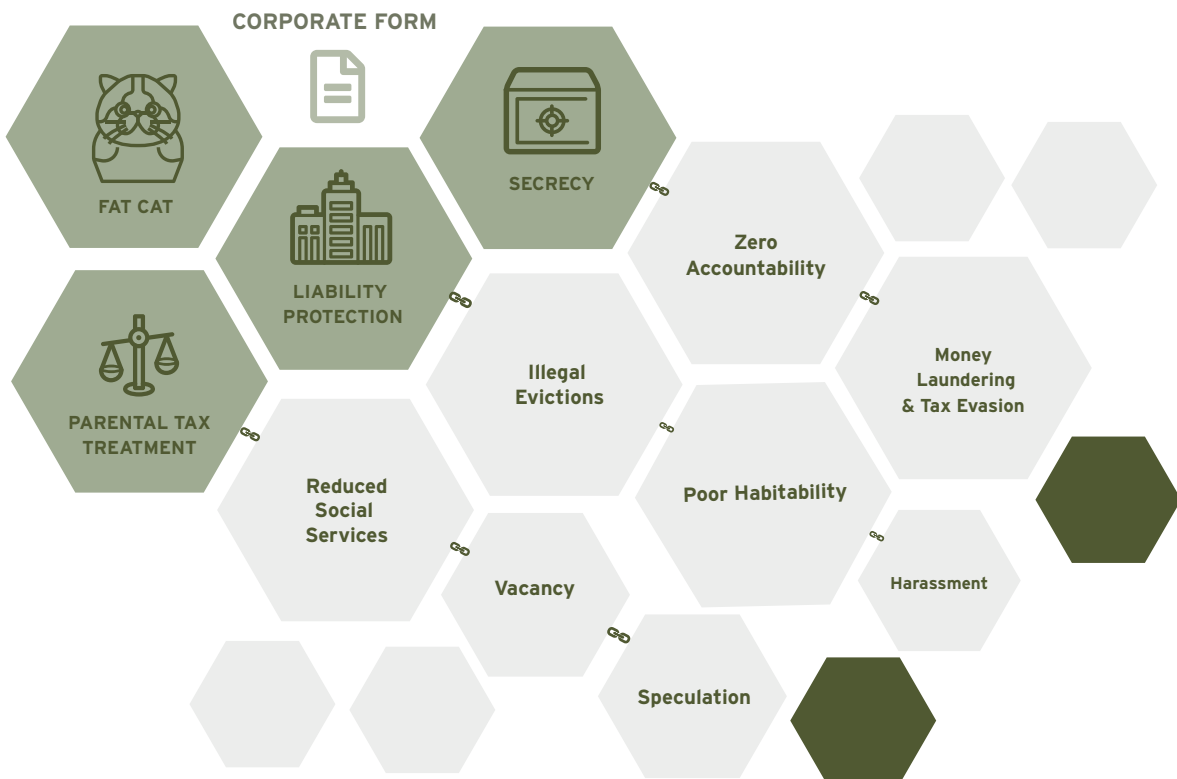 CORPORATE FORM
FAT CAT
SECRECY
LIABILITY
PROTECTION
PARENTAL TAX
TREATMENT
Zero
Accountability
Illegal
Evictions
Money
Laundering
& Tax Evasion
Reduced
Social
Services
Poor Habitability
Vacancy
Harassment
Speculation